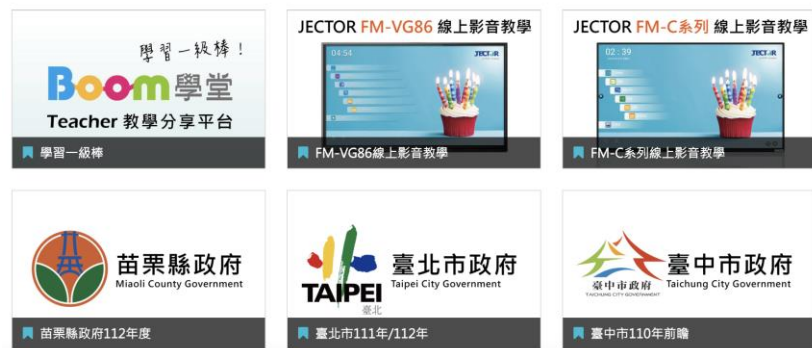 學習一級棒！
Boom學堂
Teacher 教學分享平台
學習一級棒
JECTOR FM-VG86 線上影音教學
04:54
JECTOR
FM-VG86線上影音教學
JECTOR FM-C系列 線上影音教學
02:39
JECTOR
FM-C系列線上影音教學
苗栗縣政府
Miaoli County Government
苗栗縣政府112年度
TAIPEI
臺北
臺北市政府
Taipei City Government
臺北市111年/112年
臺中市政府
TAICHUNG CITY GOVERNMENT
臺中市政府
Taichung City Government
臺中市110年前瞻